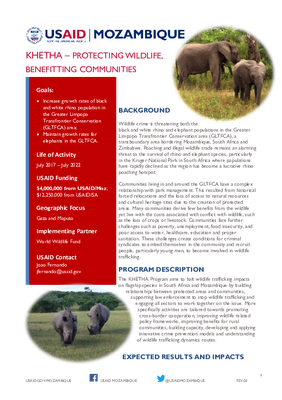 USAID | MOZAMBIQUE
KHETHA – PROTECTING WILDLIFE,
BENEFITTING COMMUNITIES
Goals:
Increase growth rates of black
and white rhino population in
the Greater Limpopo
Transfrontier Conservation
(GLTFCA) area;
Maintain growth rates for
elephants in the GLTFCA.
Life of Activity
July 2017 – July 2022
USAID Funding
$4,000,000 from USAID/Moz;
$12,250,000 from USAID/SA
Geographic Focus
Gaza and Maputo
Implementing Partner
World Wildlife Fund
USAID Contact
Joao Fernando
jfernando@usaid.gov
BACKGROUND
Wildlife crime is threatening both the
black and white rhino and elephant populations in the Greater
Limpopo Transfrontier Conservation area (GLTFCA), a
transboundary area bordering Mozambique, South Africa and
Zimbabwe. Poaching and illegal wildlife trade remain an alarming
threat to the survival of rhino and elephant species, particularly
in the Kruger National Park in South Africa where populations
have rapidly declined as the region has become a lucrative rhino
poaching hotspot.
Communities living in and around the GLTFCA have a complex
relationship with park management. This resulted from historical
forced relocations and the loss of access to natural resources
and cultural heritage sites due to the creation of protected
areas. Many communities derive few benefits from the wildlife
yet live with the costs associated with conflict with wildlife, such
as the loss of crops or livestock. Communities face further
challenges such as poverty, unemployment, food insecurity, and
poor access to water, healthcare, education and proper
sanitation. These challenges create conditions for criminal
syndicates to embed themselves in the community and recruit
people, particularly young men, to become involved in wildlife
trafficking.
PROGRAM DESCRIPTION
The KHETHA Program aims to halt wildlife trafficking impacts
on flagship species in South Africa and Mozambique by building
relationships between protected areas and communities,
supporting law enforcement to stop wildlife trafficking and
engaging all sectors to work together on the issue. More
specifically activities are tailored towards promoting
cross-border cooperation, improving wildlife related
policy frameworks, improving benefits for rural
communities, building capacity, developing and applying
innovative crime prevention models and understanding
of wildlife trafficking dynamics routes.
EXPECTED RESULTS AND IMPACTS
1
USAID.GOV/MOZAMBIQUE
USAID MOZAMBIQUE
@USAIDMOZAMBIQUE